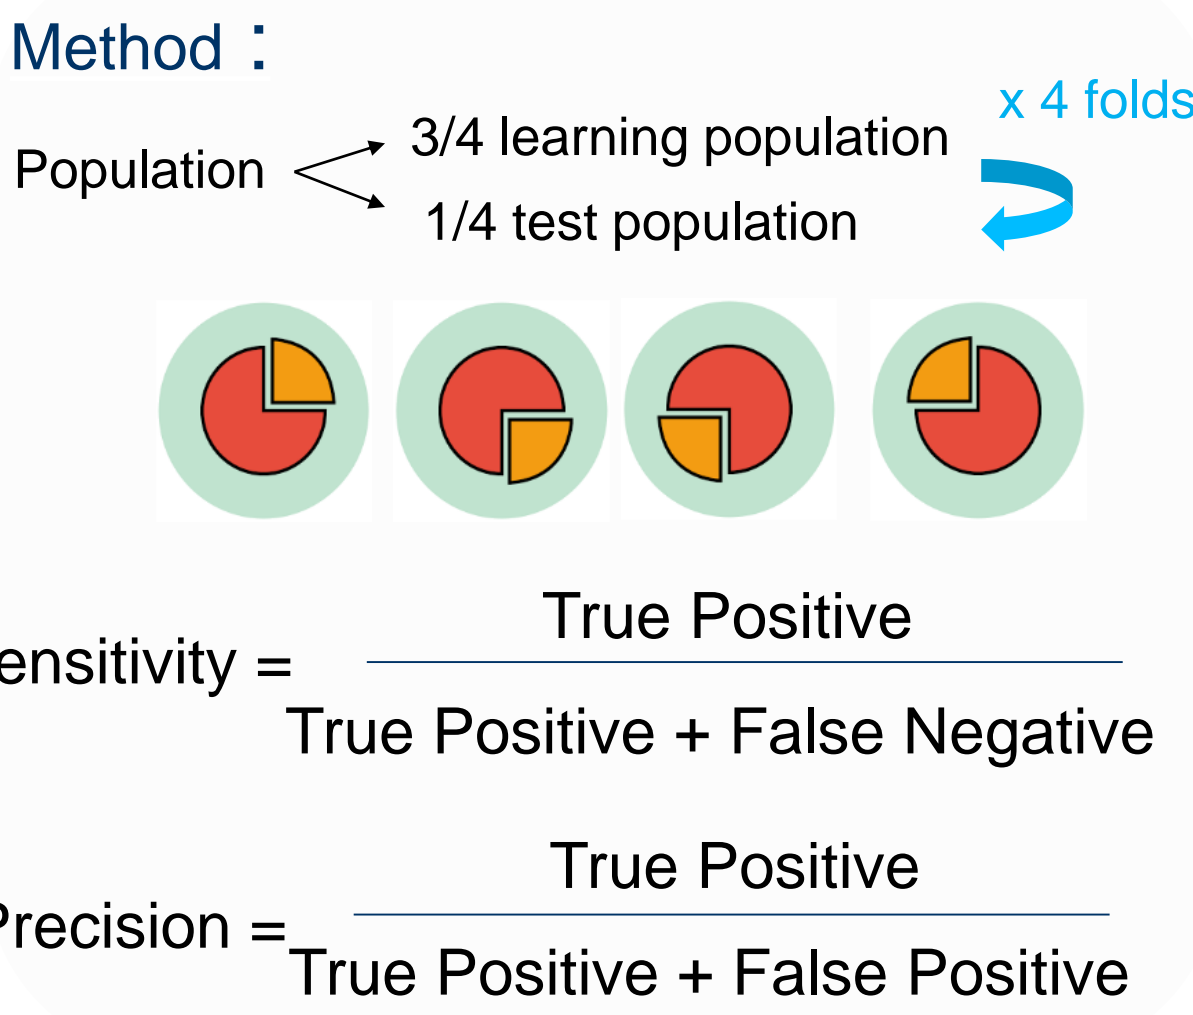 Method :
x 4 folds
3/4 learning population
Population
1/4 test population
True Positive
ensitivity =
True Positive + False Negative
True Positive
Precision =
True Positive + False Positive